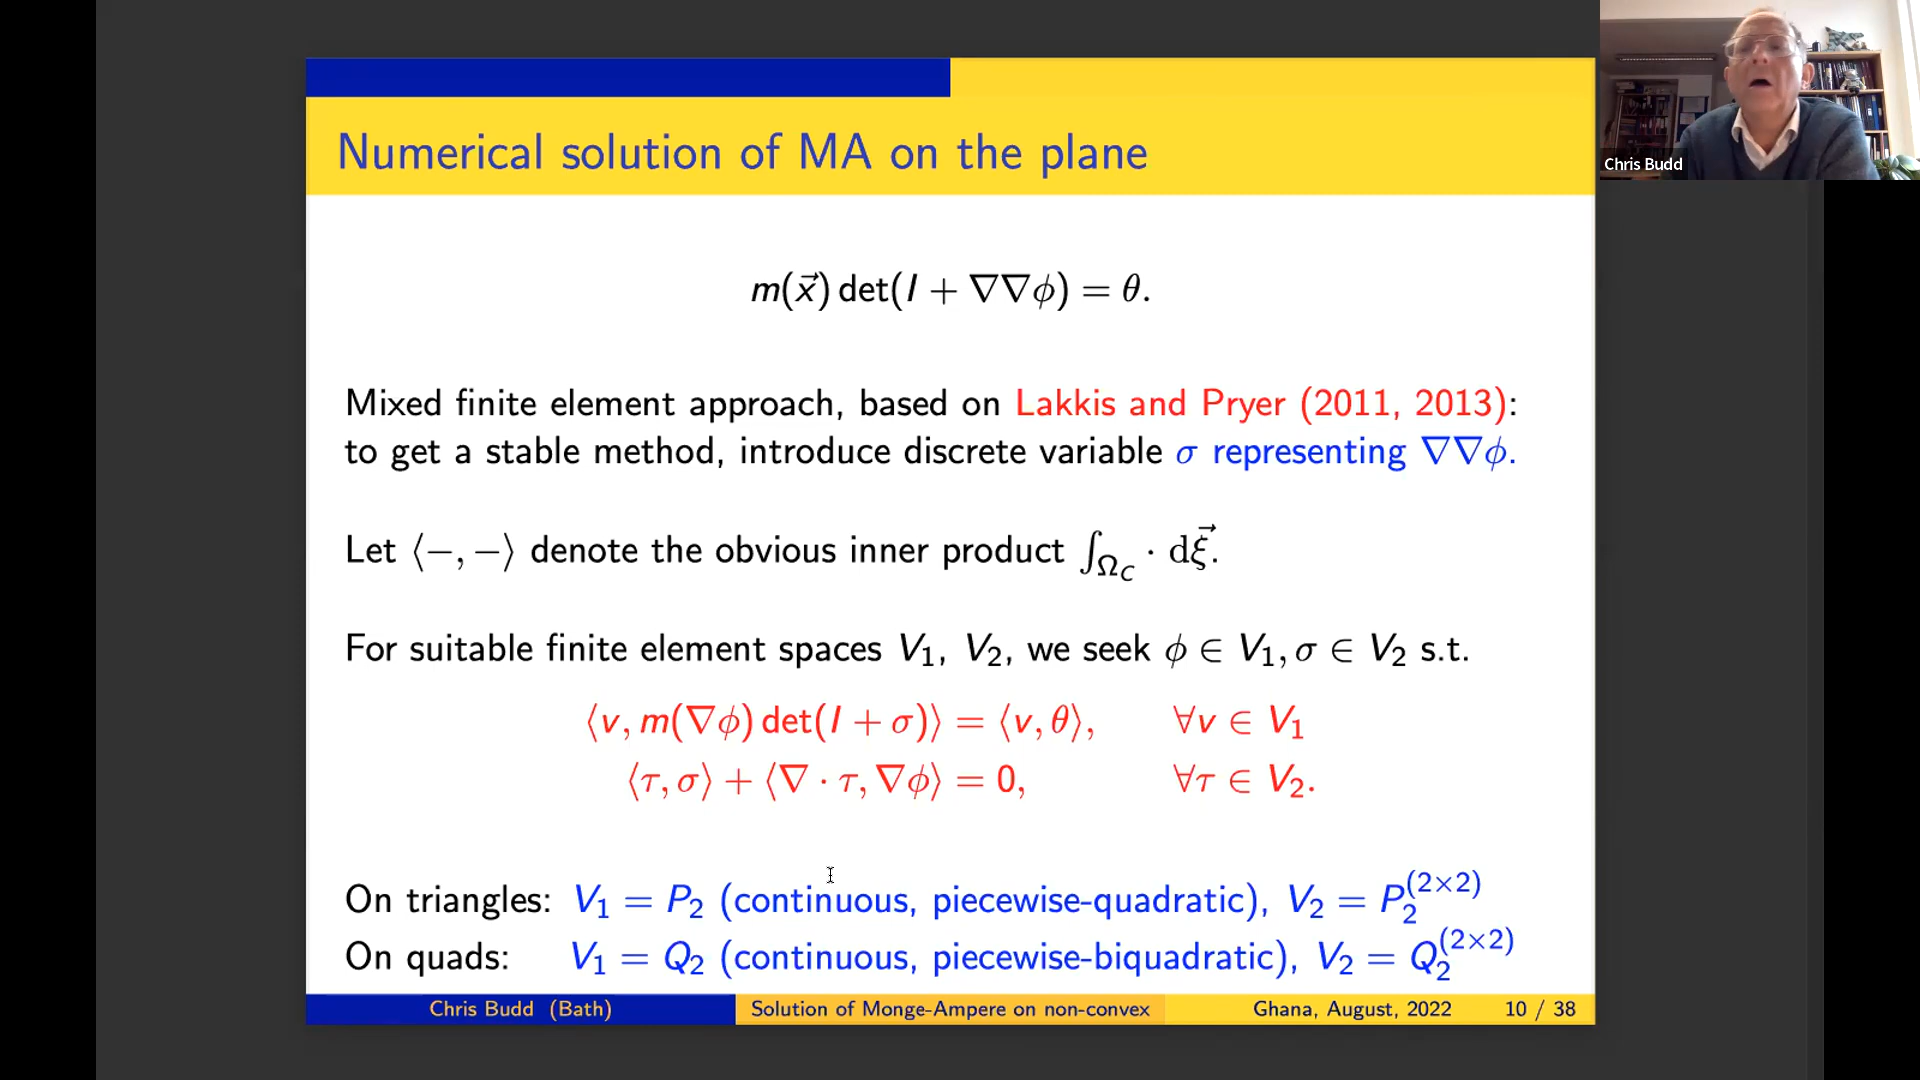 Numerical solution of MA on the plane
m(x⃗) det(I + ∇∇ϕ) = θ.
Mixed finite element approach, based on Lakkis and Pryer (2011, 2013):
to get a stable method, introduce discrete variable σ representing ∇∇ϕ.
Let ⟨−, −⟩ denote the obvious inner product ∫_{Ω_C} · dξ⃗.
For suitable finite element spaces V₁, V₂, we seek ϕ ∈ V₁, σ ∈ V₂ s.t.
⟨v, m(∇ϕ) det(I + σ)⟩ = ⟨v, θ⟩, ∀v ∈ V₁
⟨τ, σ⟩ + ⟨∇ · τ, ∇ϕ⟩ = 0, ∀τ ∈ V₂.
On triangles: V₁ = P₂ (continuous, piecewise-quadratic), V₂ = P₂^(2×2)
On quads: V₁ = Q₂ (continuous, piecewise-biquadratic), V₂ = Q₂^(2×2)
Chris Budd (Bath) Solution of Monge-Ampere on non-convex Ghana, August, 2022 10 / 38
Chris Budd